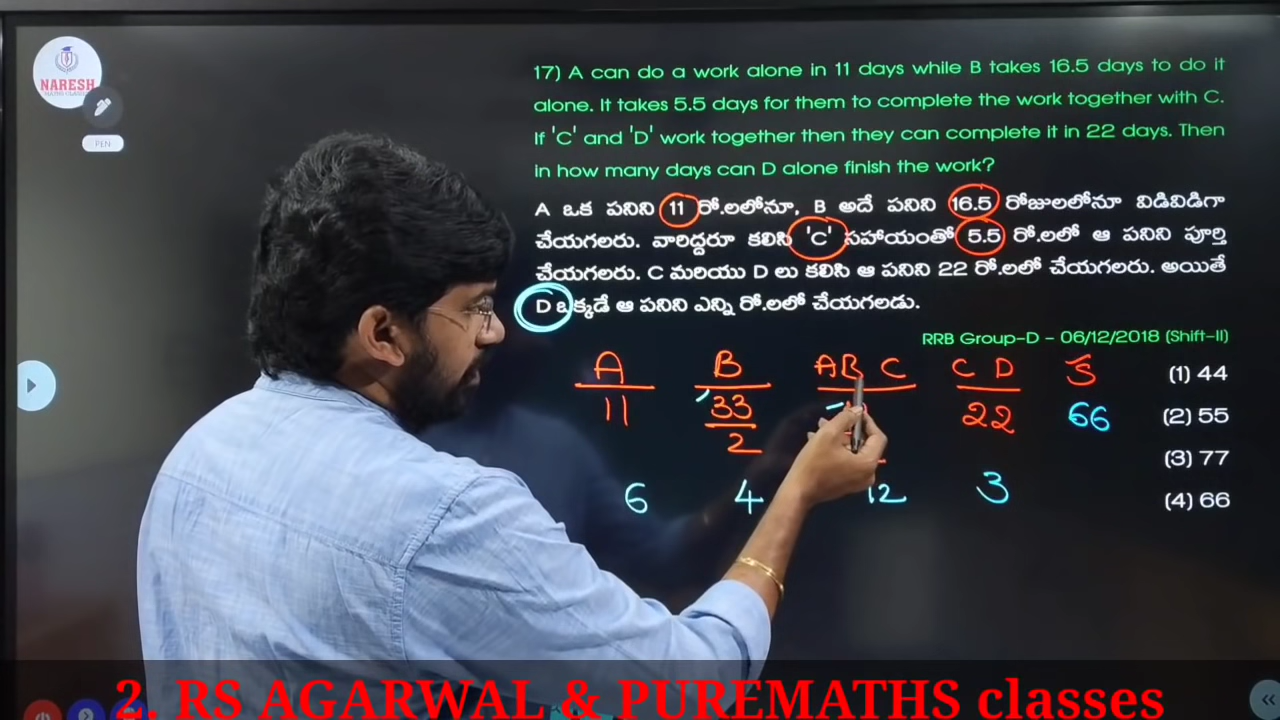 NARESH
MATHS CLASSES
PEN
17) A can do a work alone in 11 days while B takes 16.5 days to do it
alone. It takes 5.5 days for them to complete the work together with C.
If 'C' and 'D' work together then they can complete it in 22 days. Then
in how many days can D alone finish the work?
A ఒక పనిని 11 రో.లలోనూ, B అదే పనిని 16.5 రోజులలోనూ విడివిడిగా
చేయగలరు. వారిద్దరూ కలిసి 'C' సహాయంతో 5.5 రో.లలో ఆ పనిని పూర్తి
చేయగలరు. C మరియు D లు కలిసి ఆ పనిని 22 రో.లలో చేయగలరు. అయితే
D ఒక్కడే ఆ పనిని ఎన్ని రో.లలో చేయగలడు.
RRB Group-D - 06/12/2018 (Shift-II)
A B AB C C D
11 33 22 66
2
6 4 12 3
(1) 44
(2) 55
(3) 77
(4) 66
2. RS AGARWAL & PUREMATHS classes